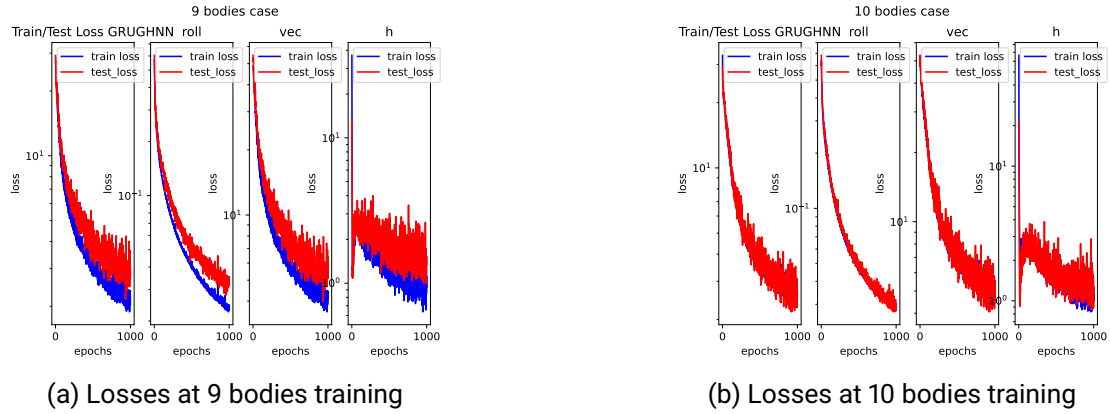 9 bodies case
Train/Test Loss GRUGHNN roll vec h
train loss
test_loss
train loss
test_loss
train loss
test_loss
train loss
test_loss
loss
loss
loss
loss
10¹
10⁻¹
10¹
10¹
10⁰
0 1000 0 1000 0 1000 0 1000
epochs epochs epochs epochs
(a) Losses at 9 bodies training
10 bodies case
Train/Test Loss GRUGHNN roll vec h
train loss
test_loss
train loss
test_loss
train loss
test_loss
train loss
test_loss
loss
loss
loss
loss
10¹
10⁻¹
10¹
10¹
10⁰
0 1000 0 1000 0 1000 0 1000
epochs epochs epochs epochs
(b) Losses at 10 bodies training